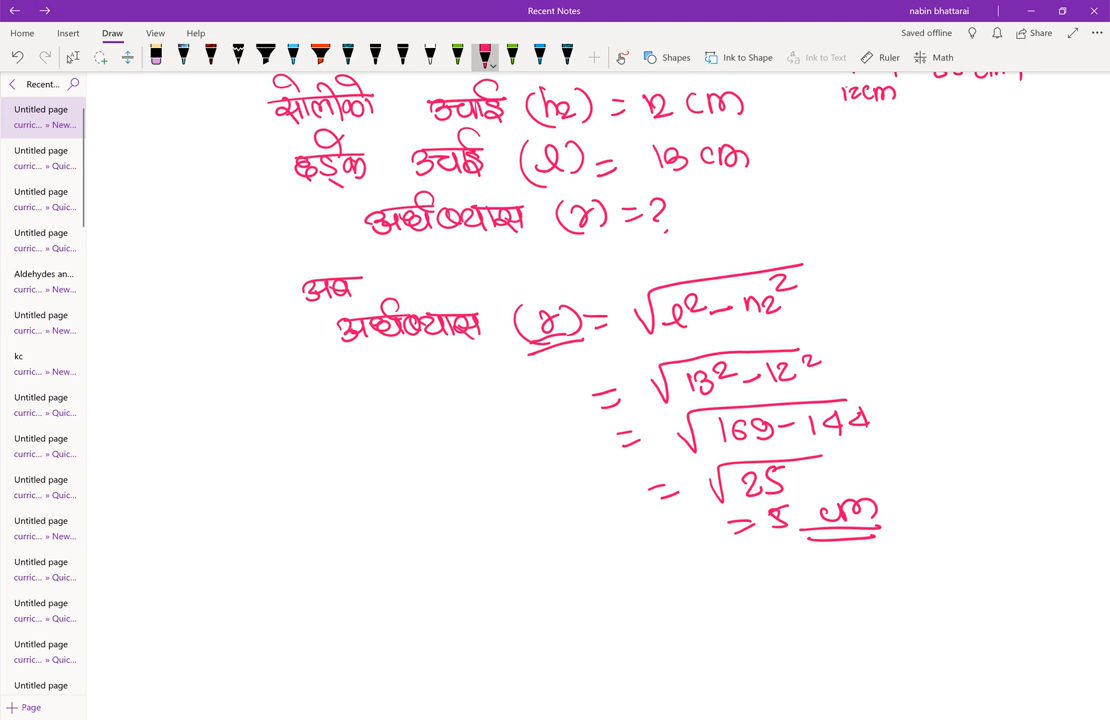 Recent Notes
nabin bhattarai
Home Insert Draw View Help
Saved offline
Share
Shapes
Ink to Shape
Ink to Text
Ruler
Math
Recent...
Untitled page
curric... » New...
Untitled page
curric... » Quic...
Untitled page
curric... » Quic...
Untitled page
curric... » Quic...
Aldehydes an...
curric... » New...
Untitled page
curric... » New...
kc
curric... » New...
Untitled page
curric... » Quic...
Untitled page
curric... » Quic...
Untitled page
curric... » Quic...
Untitled page
curric... » New...
Untitled page
curric... » Quic...
Untitled page
curric... » Quic...
Untitled page
curric... » Quic...
Untitled page
Page
12cm
सोलीको उचाई (h2) = 12 cm
छड्के उचाई (l) = 13 cm
अर्धव्यास (r) = ?
अब
अर्धव्यास (r) = √l² - h2²
= √13² - 12²
= √169 - 144
= √25
= 5 cm